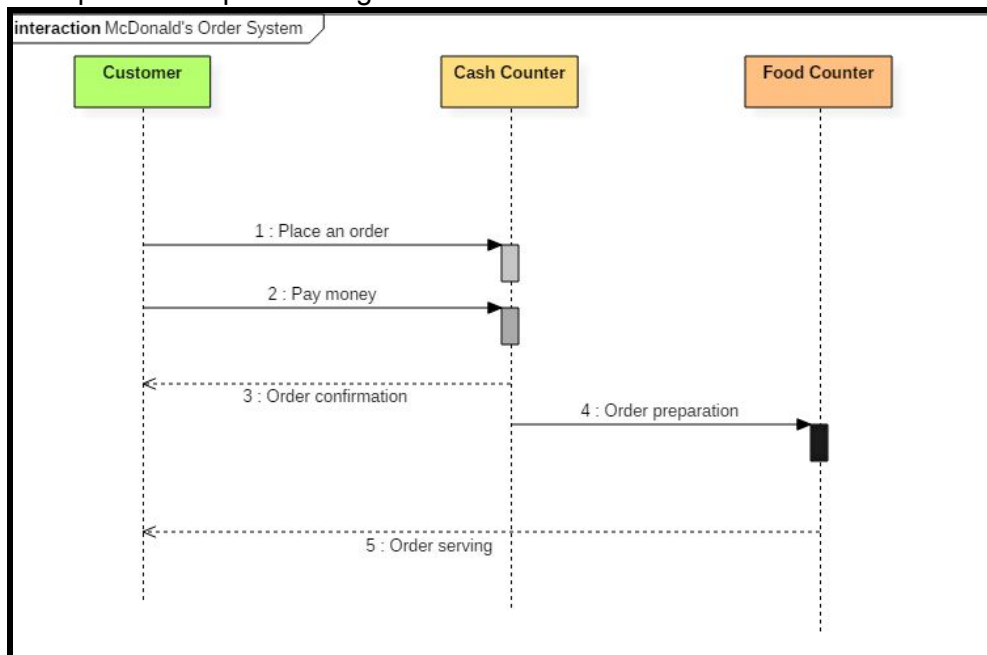 interaction McDonald's Order System
Customer
Cash Counter
Food Counter
1 : Place an order
2 : Pay money
3 : Order confirmation
4 : Order preparation
5 : Order serving